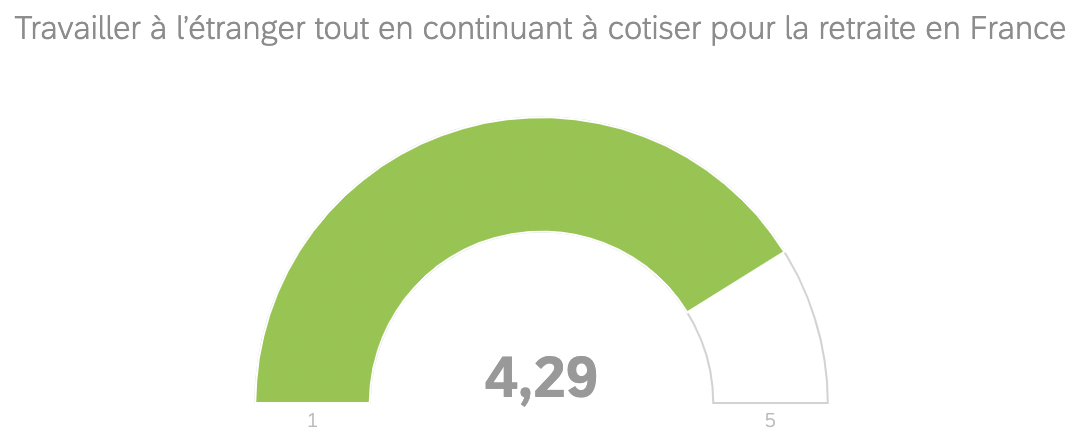 Travailler à l’étranger tout en continuant à cotiser pour la retraite en France
4,29
1
5